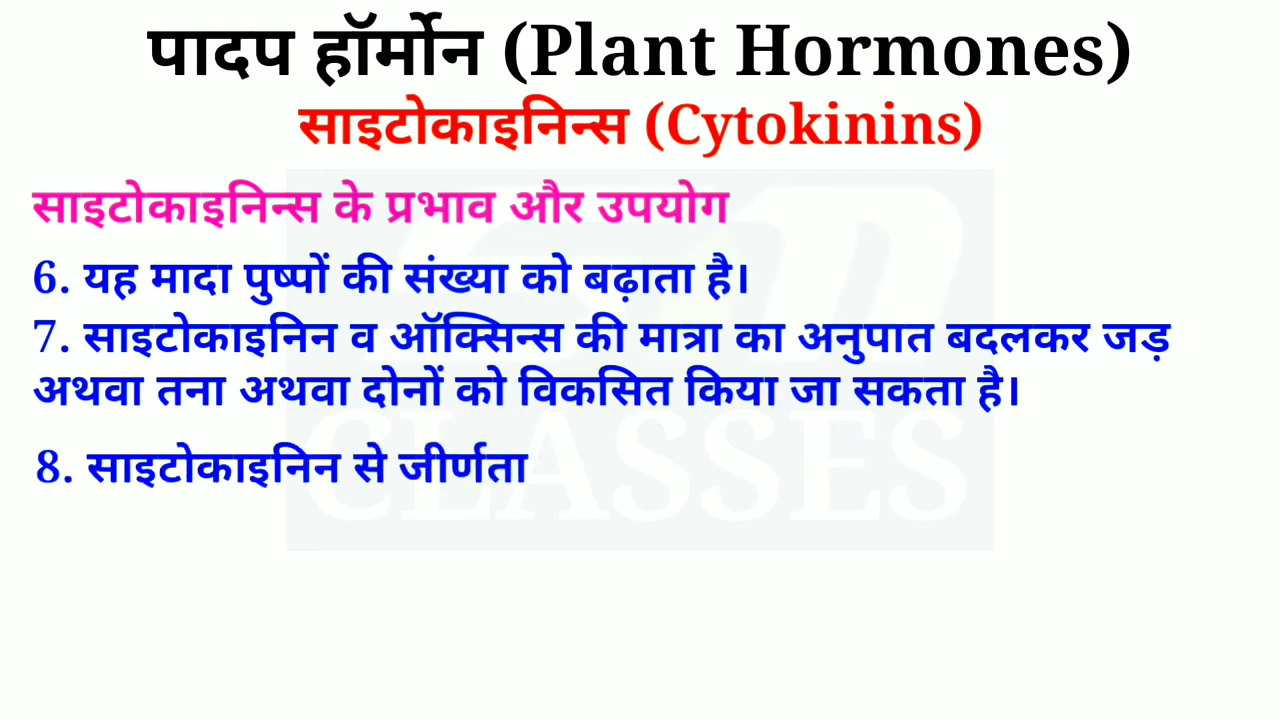 पादप हॉर्मोन (Plant Hormones)
साइटोकाइनिन्स (Cytokinins)
साइटोकाइनिन्स के प्रभाव और उपयोग
6. यह मादा पुष्पों की संख्या को बढ़ाता है।
7. साइटोकाइनिन व ऑक्सिन्स की मात्रा का अनुपात बदलकर जड़
अथवा तना अथवा दोनों को विकसित किया जा सकता है।
8. साइटोकाइनिन से जीर्णता
CLASSES